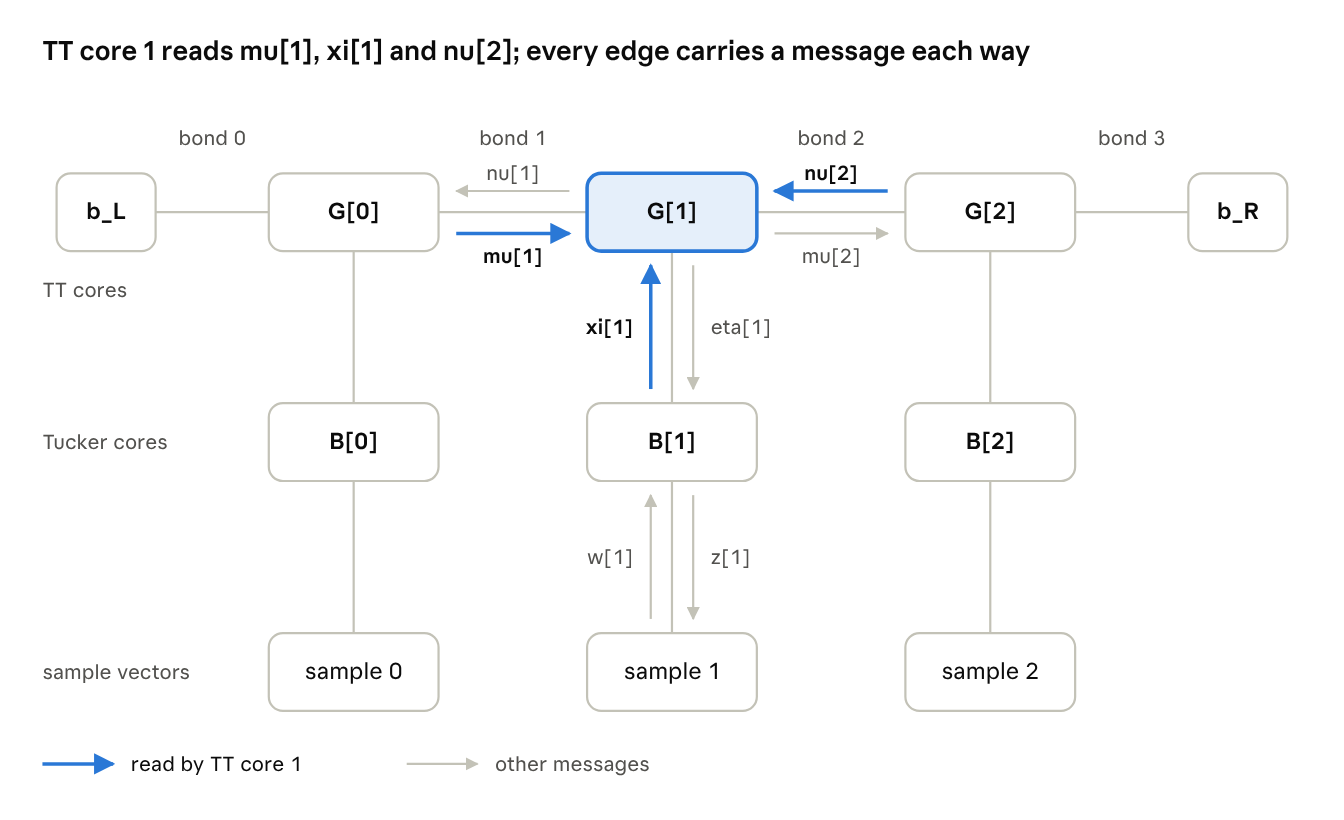 TT core 1 reads mu[1], xi[1] and nu[2]; every edge carries a message each way
bond 0
bond 1
bond 2
bond 3
nu[1]
nu[2]
b_L
G[0]
G[1]
G[2]
b_R
mu[1]
mu[2]
TT cores
xi[1]
eta[1]
Tucker cores
B[0]
B[1]
B[2]
w[1]
z[1]
sample vectors
sample 0
sample 1
sample 2
read by TT core 1
other messages